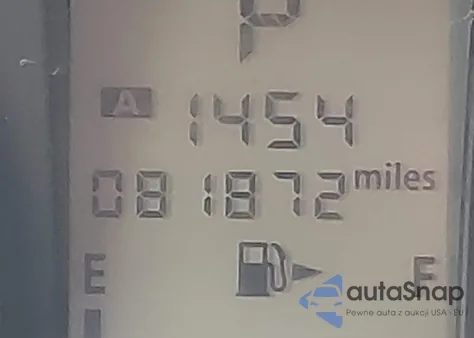 P
A 1454
081872 miles
E F
autaSnap
Pewne auta z aukcji USA - EU